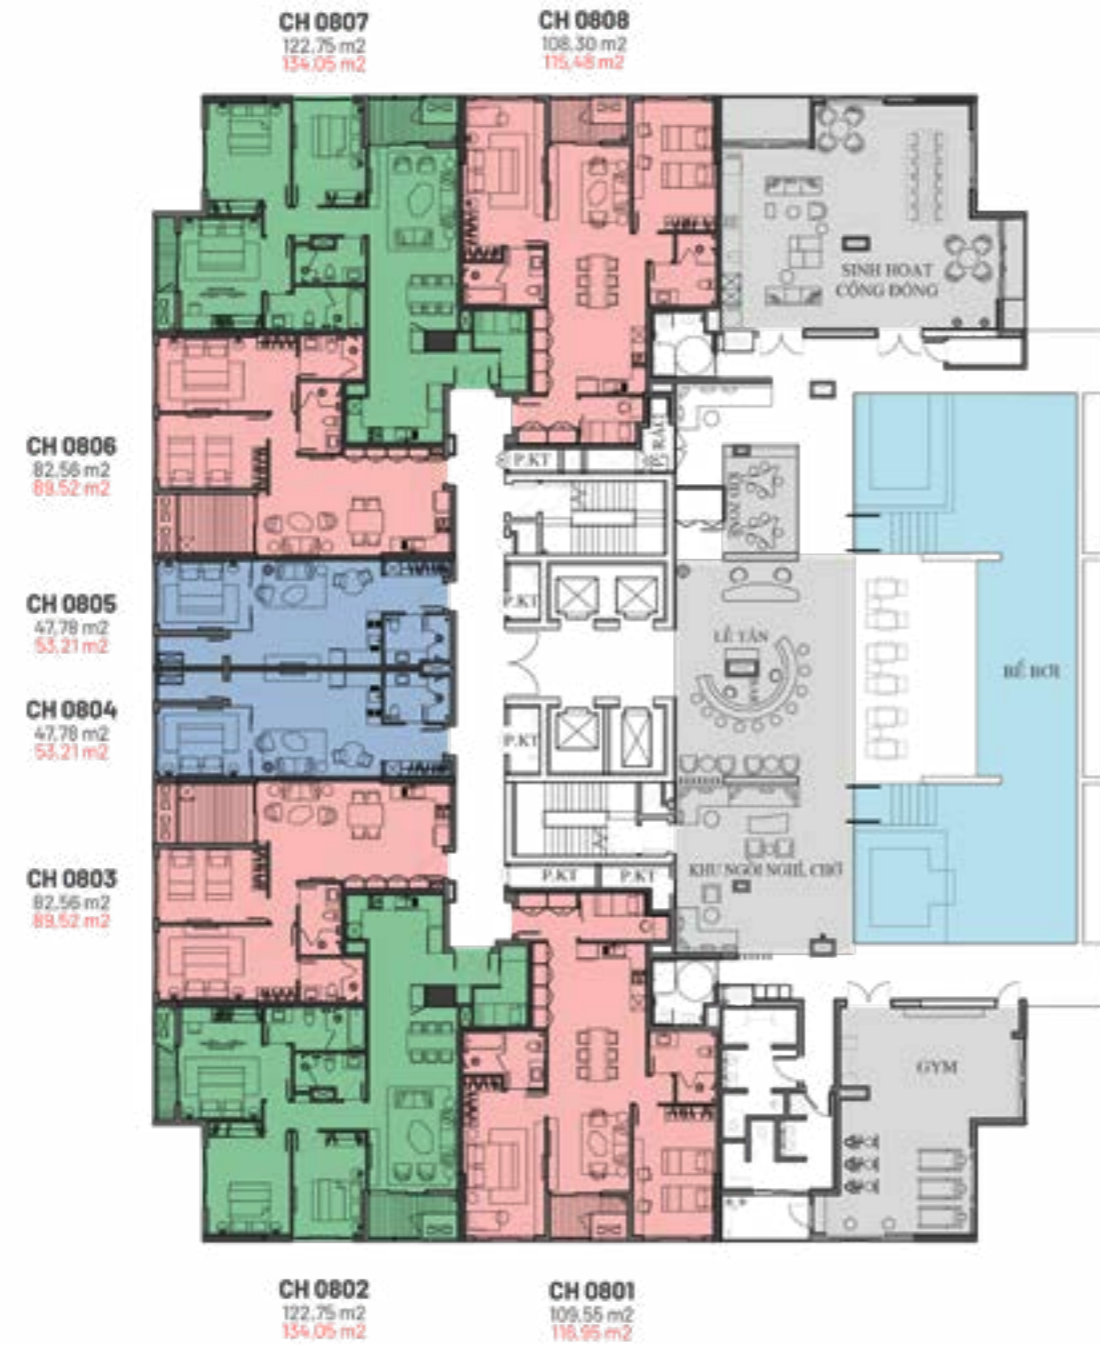 CH 0807
122,75 m2
134,05 m2
CH 0808
108,30 m2
115,48 m2
SINH HOẠT
CỘNG ĐỒNG
CH 0806
82,56 m2
89,52 m2
P.KT
P.RÁC
KID ZONE
CH 0805
47,78 m2
53,21 m2
P.KT
LỄ TÂN
BỂ BƠI
CH 0804
47,78 m2
53,21 m2
P.KT
CH 0803
82,56 m2
89,52 m2
P.KT
P.KT
KHU NGỒI NGHỈ, CHỜ
GYM
CH 0802
122,75 m2
134,05 m2
CH 0801
109,55 m2
116,95 m2